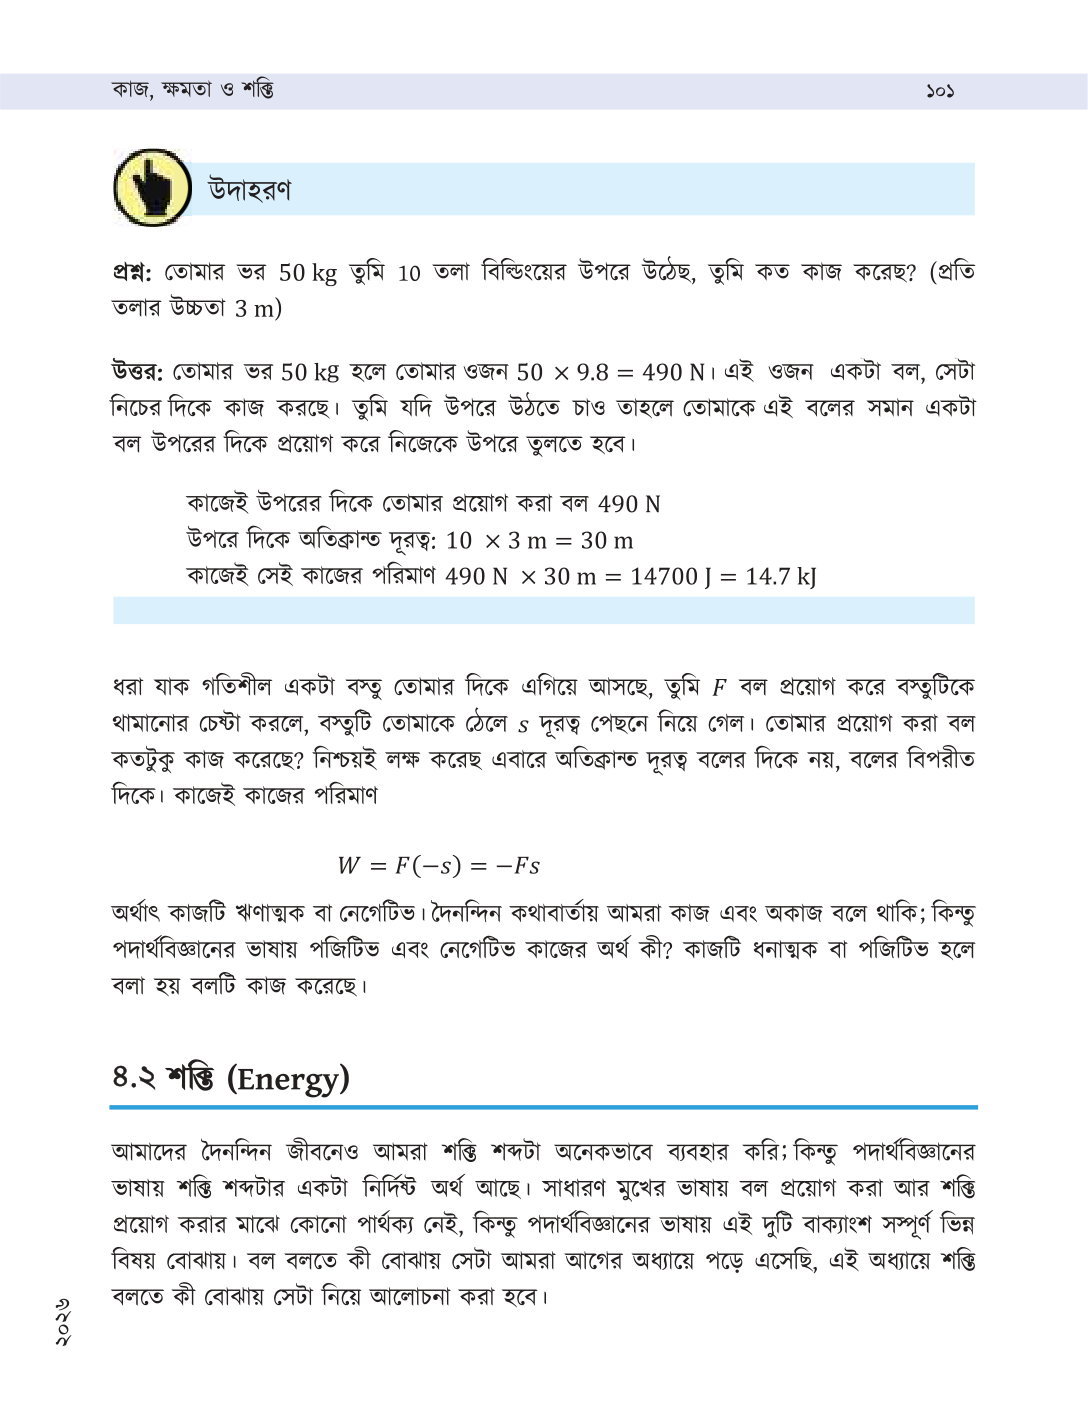 কাজ, ক্ষমতা ও শক্তি ১০১
উদাহরণ
প্রশ্ন: তোমার ভর 50 kg তুমি 10 তলা বিল্ডিংয়ের উপরে উঠেছ, তুমি কত কাজ করেছ? (প্রতি
তলার উচ্চতা 3 m)
উত্তর: তোমার ভর 50 kg হলে তোমার ওজন 50 × 9.8 = 490 N। এই ওজন একটা বল, সেটা
নিচের দিকে কাজ করছে। তুমি যদি উপরে উঠতে চাও তাহলে তোমাকে এই বলের সমান একটা
বল উপরের দিকে প্রয়োগ করে নিজেকে উপরে তুলতে হবে।
কাজেই উপরের দিকে তোমার প্রয়োগ করা বল 490 N
উপরে দিকে অতিক্রান্ত দূরত্ব: 10 × 3 m = 30 m
কাজেই সেই কাজের পরিমাণ 490 N × 30 m = 14700 J = 14.7 kJ
ধরা যাক গতিশীল একটা বস্তু তোমার দিকে এগিয়ে আসছে, তুমি F বল প্রয়োগ করে বস্তুটিকে
থামানোর চেষ্টা করলে, বস্তুটি তোমাকে ঠেলে s দূরত্ব পেছনে নিয়ে গেল। তোমার প্রয়োগ করা বল
কতটুকু কাজ করেছে? নিশ্চয়ই লক্ষ করেছ এবারে অতিক্রান্ত দূরত্ব বলের দিকে নয়, বলের বিপরীত
দিকে। কাজেই কাজের পরিমাণ
W = F(−s) = −Fs
অর্থাৎ কাজটি ঋণাত্মক বা নেগেটিভ। দৈনন্দিন কথাবার্তায় আমরা কাজ এবং অকাজ বলে থাকি; কিন্তু
পদার্থবিজ্ঞানের ভাষায় পজিটিভ এবং নেগেটিভ কাজের অর্থ কী? কাজটি ধনাত্মক বা পজিটিভ হলে
বলা হয় বলটি কাজ করেছে।
৪.২ শক্তি (Energy)
আমাদের দৈনন্দিন জীবনেও আমরা শক্তি শব্দটা অনেকভাবে ব্যবহার করি; কিন্তু পদার্থবিজ্ঞানের
ভাষায় শক্তি শব্দটার একটা নির্দিষ্ট অর্থ আছে। সাধারণ মুখের ভাষায় বল প্রয়োগ করা আর শক্তি
প্রয়োগ করার মাঝে কোনো পার্থক্য নেই, কিন্তু পদার্থবিজ্ঞানের ভাষায় এই দুটি বাক্যাংশ সম্পূর্ণ ভিন্ন
বিষয় বোঝায়। বল বলতে কী বোঝায় সেটা আমরা আগের অধ্যায়ে পড়ে এসেছি, এই অধ্যায়ে শক্তি
বলতে কী বোঝায় সেটা নিয়ে আলোচনা করা হবে।
২০২৬